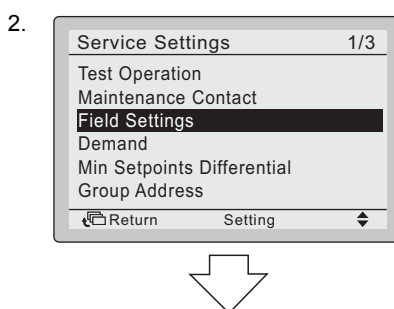 2.
Service Settings 1/3
Test Operation
Maintenance Contact
Field Settings
Demand
Min Setpoints Differential
Group Address
Return Setting